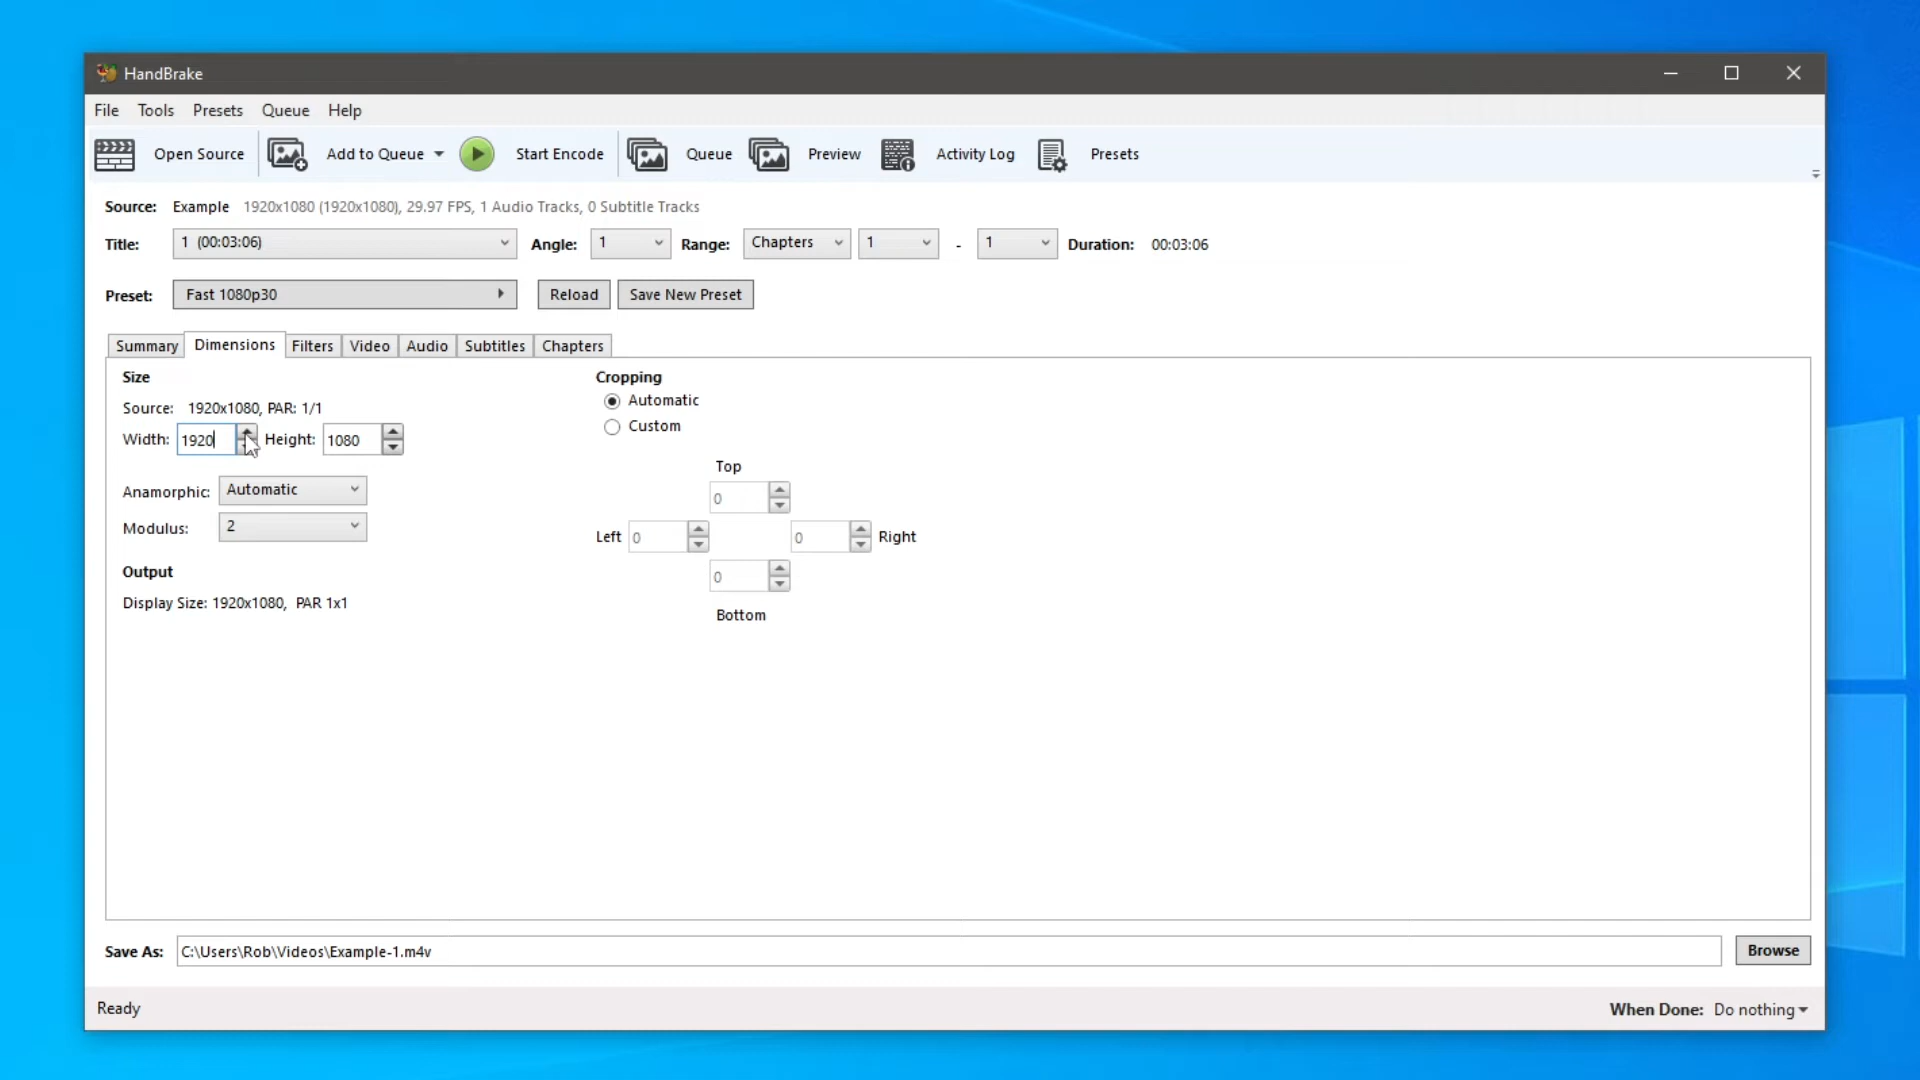 HandBrake
File Tools Presets Queue Help
Open Source Add to Queue Start Encode Queue Preview Activity Log Presets
Source: Example 1920x1080 (1920x1080), 29.97 FPS, 1 Audio Tracks, 0 Subtitle Tracks
Title: 1 (00:03:06) Angle: 1 Range: Chapters 1 - 1 Duration: 00:03:06
Preset: Fast 1080p30 Reload Save New Preset
Summary Dimensions Filters Video Audio Subtitles Chapters
Size Cropping
Source: 1920x1080, PAR: 1/1 Automatic
Width: 1920 Height: 1080 Custom
Top
Anamorphic: Automatic 0
Modulus: 2 Left 0 0 Right
Output 0
Display Size: 1920x1080, PAR 1x1 Bottom
Save As: C:\Users\Rob\Videos\Example-1.m4v Browse
Ready When Done: Do nothing